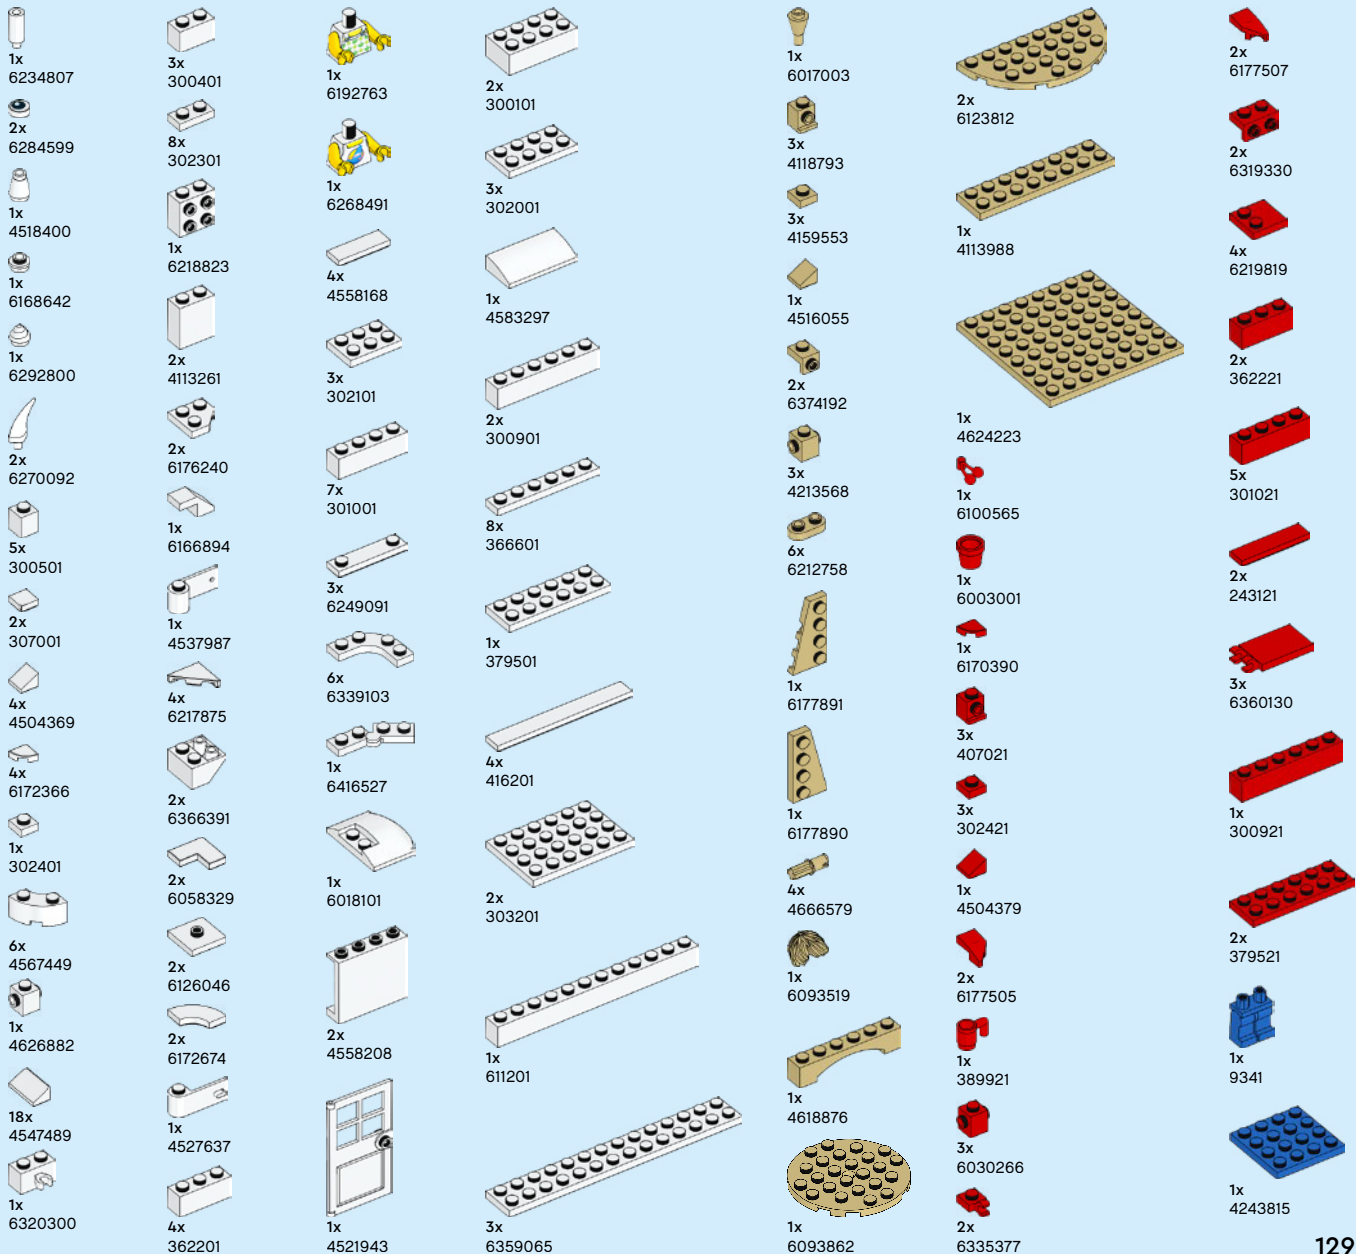 1x
6234807
2x
6284599
1x
4518400
1x
6168642
1x
6292800
2x
6270092
5x
300501
2x
307001
4x
4504369
4x
6172366
1x
302401
6x
4567449
1x
4626882
18x
4547489
1x
6320300
3x
300401
8x
302301
1x
6218823
2x
4113261
2x
6176240
1x
6166894
1x
4537987
4x
6217875
2x
6366391
2x
6058329
2x
6126046
2x
6172674
1x
4527637
4x
362201
1x
6192763
1x
6268491
4x
4558168
3x
302101
7x
301001
3x
6249091
6x
6339103
1x
6416527
1x
6018101
2x
4558208
1x
4521943
2x
300101
3x
302001
1x
4583297
2x
300901
8x
366601
1x
379501
4x
416201
2x
303201
1x
611201
3x
6359065
1x
6017003
3x
4118793
3x
4159553
1x
4516055
2x
6374192
3x
4213568
6x
6212758
1x
6177891
1x
6177890
4x
4666579
1x
6093519
1x
4618876
1x
6093862
2x
6123812
1x
4113988
1x
4624223
1x
6100565
1x
6003001
1x
6170390
3x
407021
3x
302421
1x
4504379
2x
6177505
1x
389921
3x
6030266
2x
6335377
2x
6177507
2x
6319330
4x
6219819
2x
362221
5x
301021
2x
243121
3x
6360130
1x
300921
2x
379521
1x
9341
1x
4243815
129